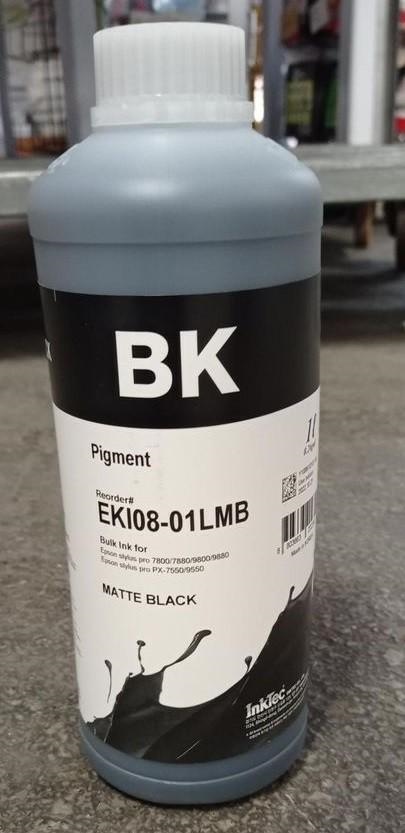 BK
Pigment
1ℓ
Reorder#
EKI08-01LMB
Bulk Ink for
Epson stylus pro 7800/7880/9800/9880
Epson stylus pro PX-7550/9550
MATTE BLACK
InkTec